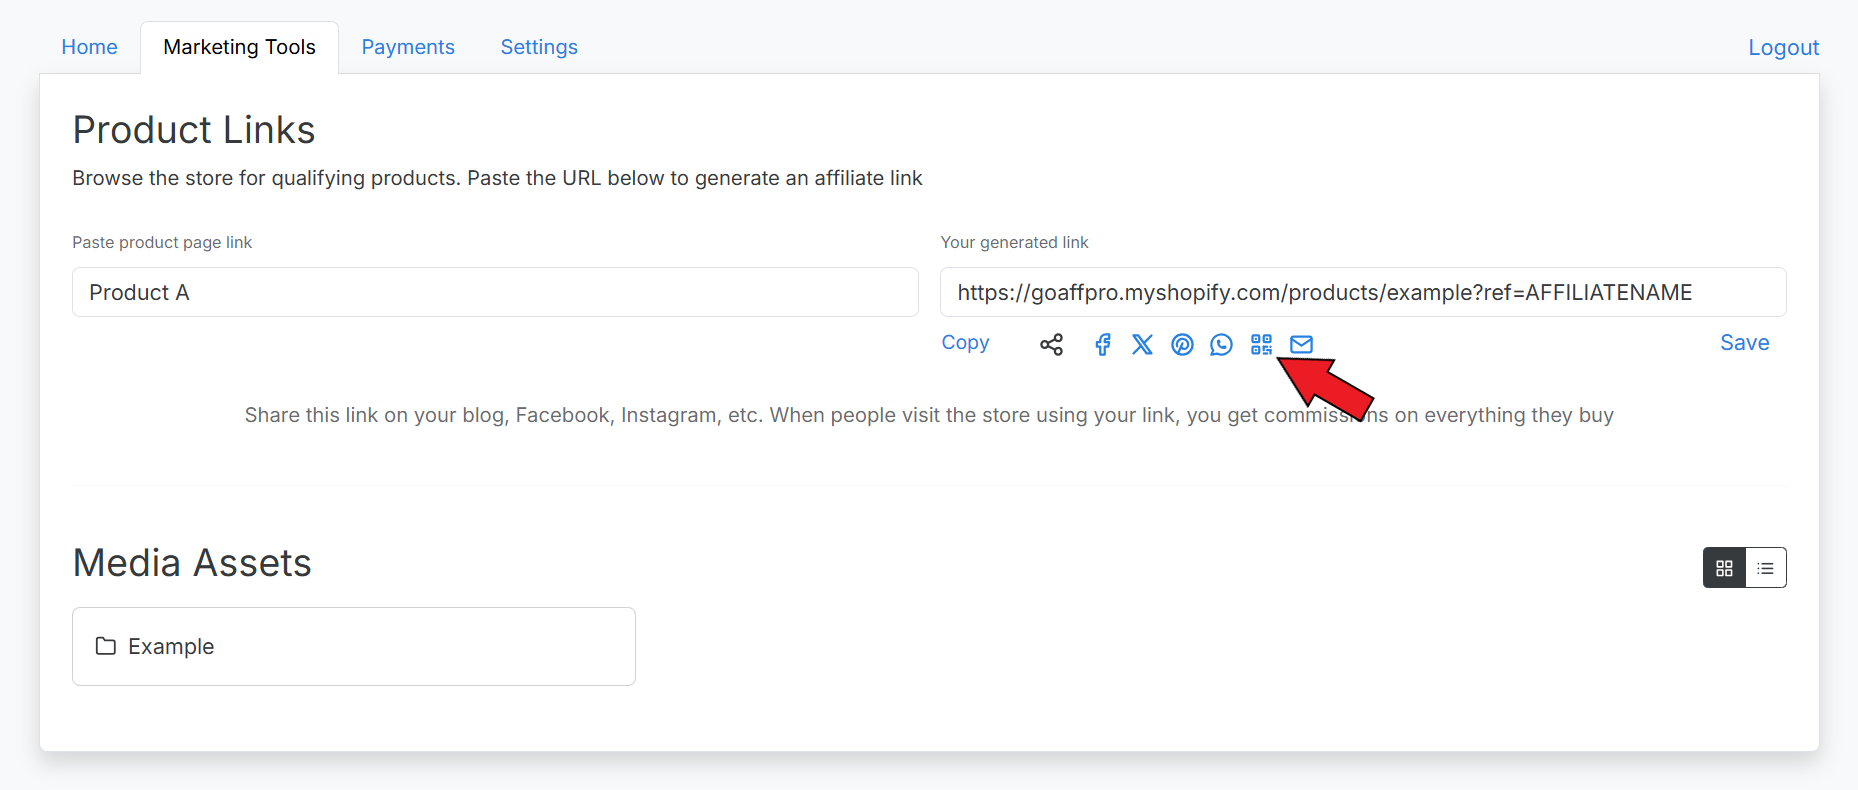 Home Marketing Tools Payments Settings Logout
Product Links
Browse the store for qualifying products. Paste the URL below to generate an affiliate link
Paste product page link
Product A
Your generated link
https://goaffpro.myshopify.com/products/example?ref=AFFILIATENAME
Copy Save
Share this link on your blog, Facebook, Instagram, etc. When people visit the store using your link, you get commissions on everything they buy
Media Assets
Example